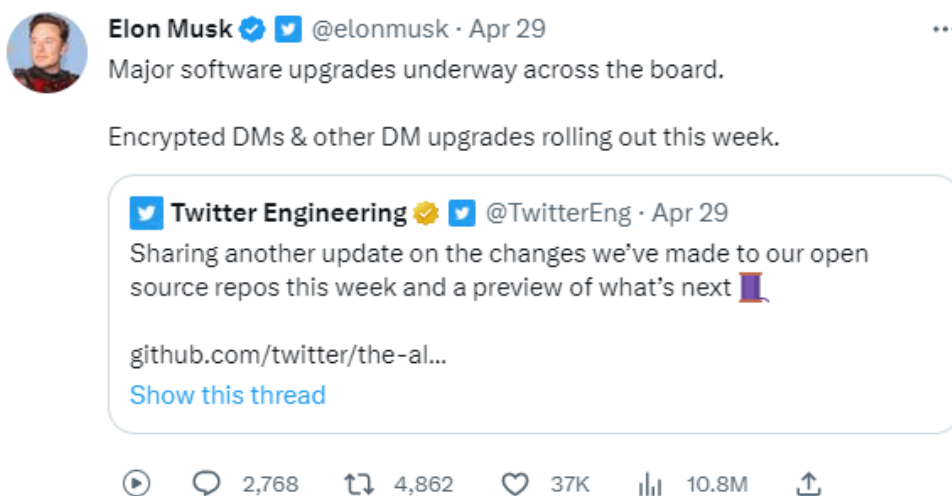 Elon Musk @elonmusk · Apr 29
Major software upgrades underway across the board.
Encrypted DMs & other DM upgrades rolling out this week.
Twitter Engineering @TwitterEng · Apr 29
Sharing another update on the changes we’ve made to our open
source repos this week and a preview of what’s next
github.com/twitter/the-al...
Show this thread
2,768 4,862 37K 10.8M